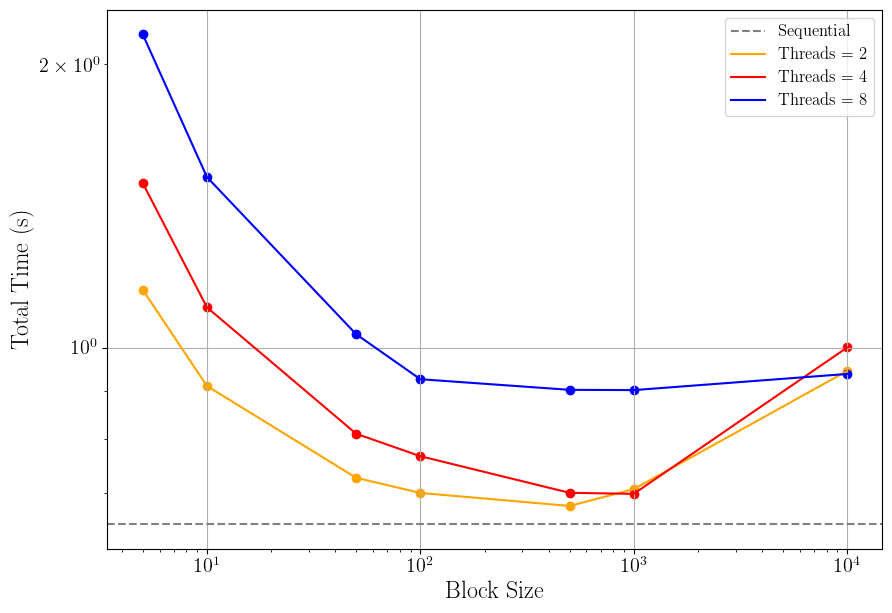 Total Time (s)
2 × 10⁰
10⁰
Sequential
Threads = 2
Threads = 4
Threads = 8
10¹ 10² 10³ 10⁴
Block Size